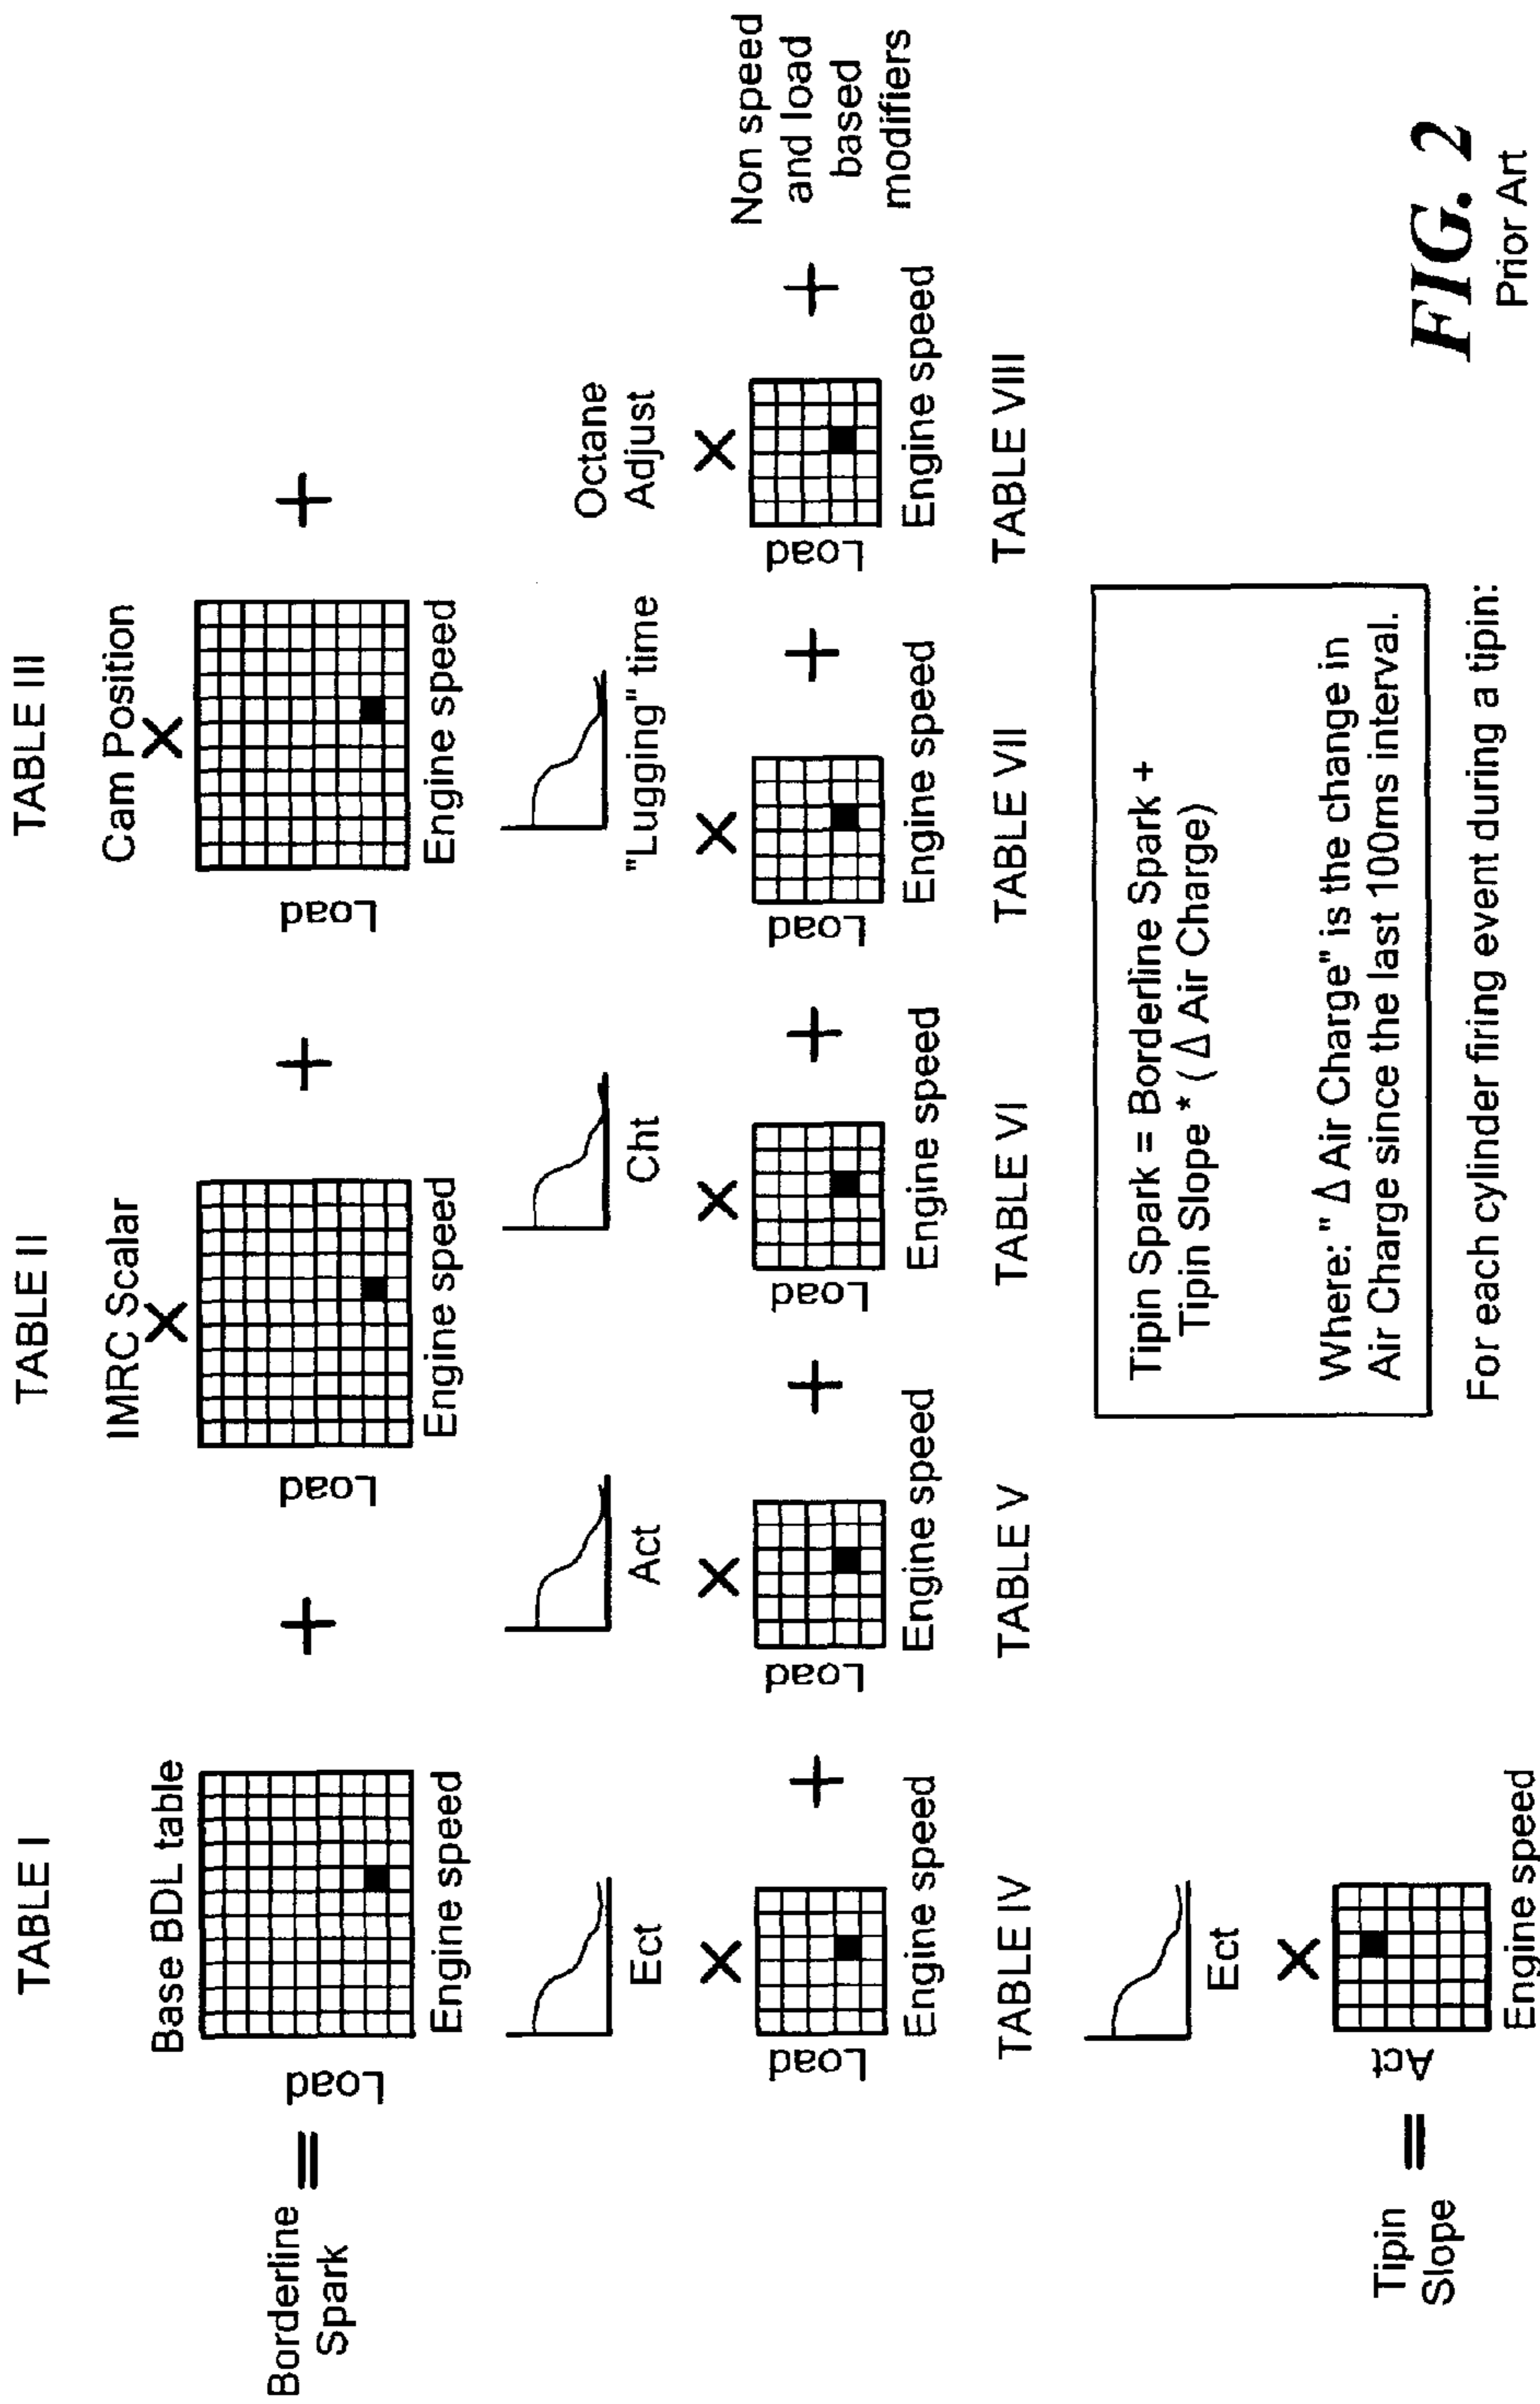 TABLE I
TABLE II
TABLE III
Base BDL table
IMRC Scalar
Cam Position
×
×
Borderline
Spark
=
Load
+
Load
+
Load
+
Engine speed
Engine speed
Engine speed
Ect
Act
Cht
"Lugging" time
Octane
Adjust
×
×
×
×
×
Load
+
Load
+
Load
+
Load
+
Load
+
Non speed
and load
based
modifiers
Engine speed
Engine speed
Engine speed
Engine speed
Engine speed
TABLE IV
TABLE V
TABLE VI
TABLE VII
TABLE VIII
Ect
×
Tipin
Slope
=
Act
Engine speed
Tipin Spark = Borderline Spark +
Tipin Slope * ( Δ Air Charge)
Where: " Δ Air Charge" is the change in
Air Charge since the last 100ms interval.
For each cylinder firing event during a tipin:
FIG. 2
Prior Art